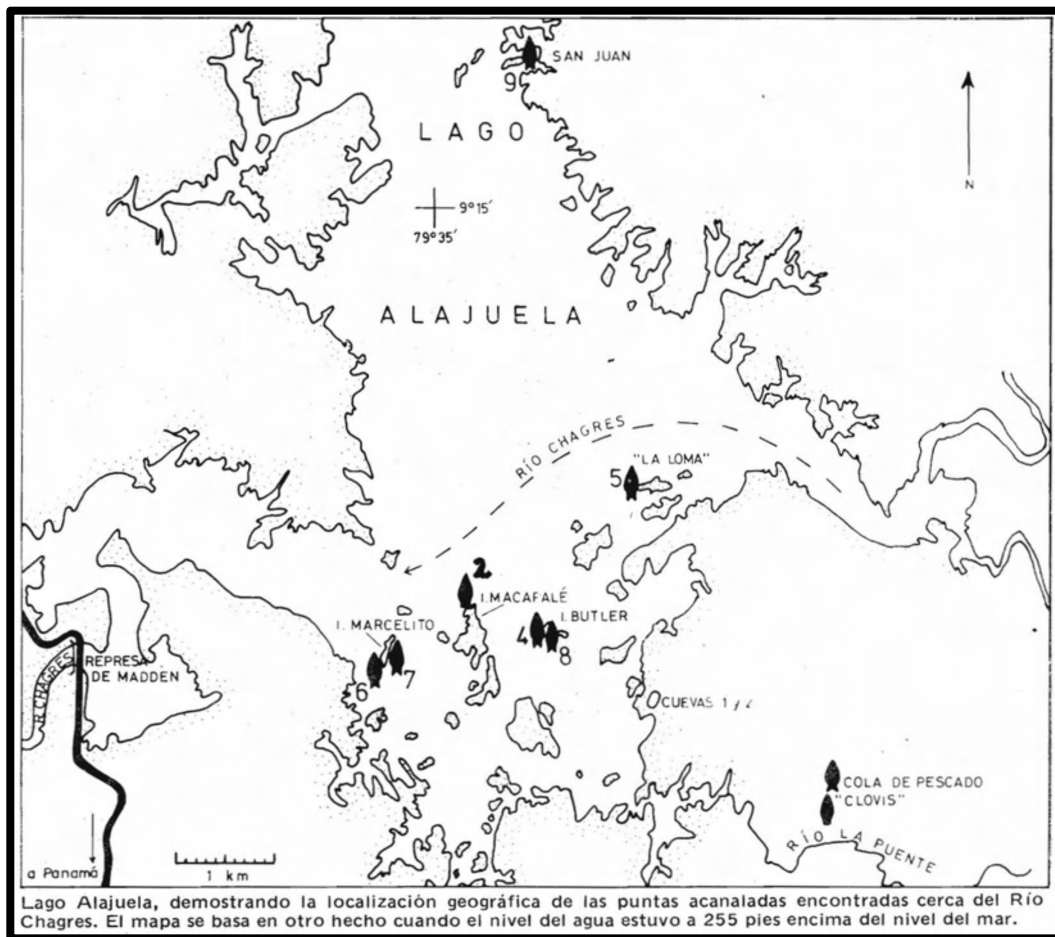 SAN JUAN
9
LAGO
N
9°15'
79°35'
ALAJUELA
RÍO CHAGRES
"LA LOMA"
5
2
I. MACAPALÉ
I. MARCELITO
I. BUTLER
4
8
7
6
R. CHAGRES
REPRESA
DE MADDEN
CUEVAS 1 y 2
COLA DE PESCADO
"CLOVIS"
RÍO LA PUENTE
a Panamá
1 km
Lago Alajuela, demostrando la localización geográfica de las puntas acanaladas encontradas cerca del Río
Chagres. El mapa se basa en otro hecho cuando el nivel del agua estuvo a 255 pies encima del nivel del mar.